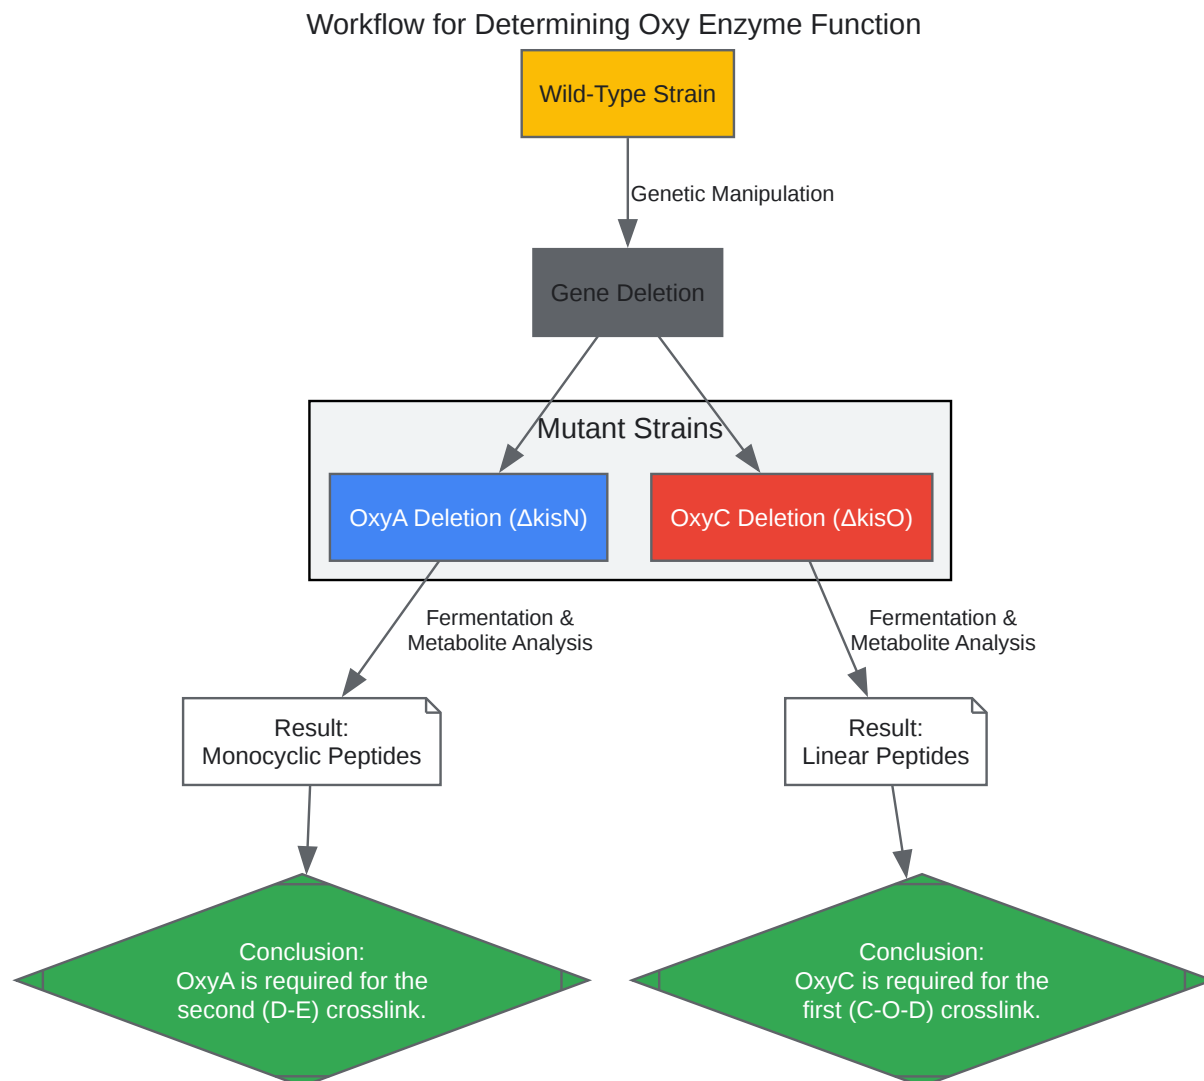 Workflow for Determining Oxy Enzyme Function
Wild-Type Strain
Genetic Manipulation
Gene Deletion
Mutant Strains
OxyA Deletion (ΔkisN)
OxyC Deletion (ΔkisO)
Fermentation &
Metabolite Analysis
Fermentation &
Metabolite Analysis
Result:
Monocyclic Peptides
Result:
Linear Peptides
Conclusion:
OxyA is required for the
second (D-E) crosslink.
Conclusion:
OxyC is required for the
first (C-O-D) crosslink.